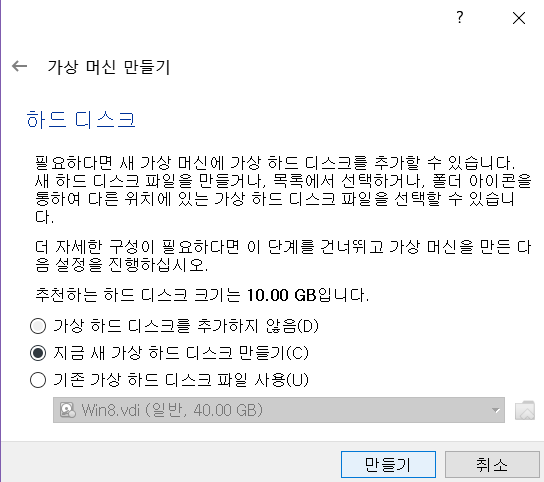 ?
가상 머신 만들기
하드 디스크
필요하다면 새 가상 머신에 가상 하드 디스크를 추가할 수 있습니다.
새 하드 디스크 파일을 만들거나, 목록에서 선택하거나, 폴더 아이콘을
통하여 다른 위치에 있는 가상 하드 디스크 파일을 선택할 수 있습니
다.
더 자세한 구성이 필요하다면 이 단계를 건너뛰고 가상 머신을 만든 다
음 설정을 진행하십시오.
추천하는 하드 디스크 크기는 10.00 GB입니다.
가상 하드 디스크를 추가하지 않음(D)
지금 새 가상 하드 디스크 만들기(C)
기존 가상 하드 디스크 파일 사용(U)
Win8.vdi (일반, 40.00 GB)
만들기 취소